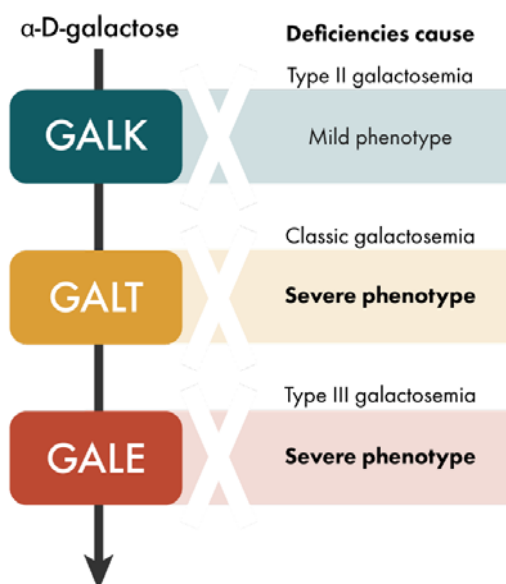 α-D-galactose
Deficiencies cause
Type II galactosemia
GALK
Mild phenotype
Classic galactosemia
GALT
Severe phenotype
Type III galactosemia
GALE
Severe phenotype